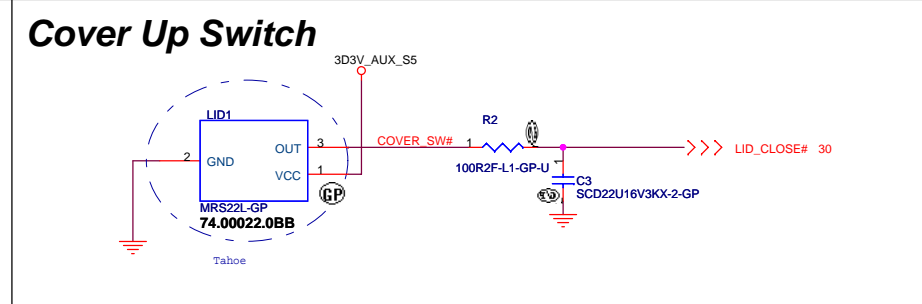 Cover Up Switch
3D3V_AUX_S5
LID1
R2
2 GND OUT 3 COVER_SW# 1
LID_CLOSE# 30
VCC 1
100R2F-L1-GP-U
1
C3
GP
SCD22U16V3KX-2-GP
MRS22L-GP
74.00022.0BB
Tahoe